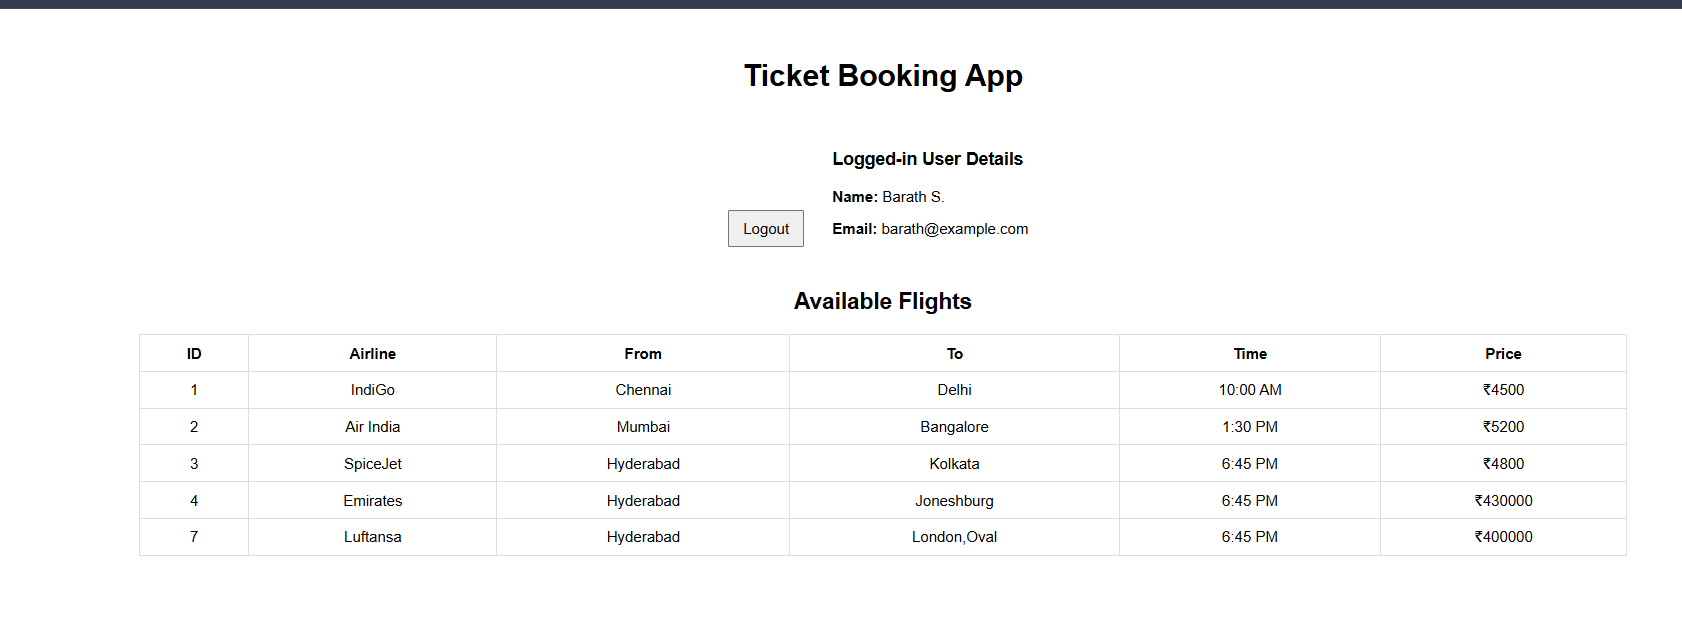 Ticket Booking App
Logged-in User Details
Name: Barath S.
Logout
Email: barath@example.com
Available Flights
ID Airline From To Time Price
1 IndiGo Chennai Delhi 10:00 AM ₹4500
2 Air India Mumbai Bangalore 1:30 PM ₹5200
3 SpiceJet Hyderabad Kolkata 6:45 PM ₹4800
4 Emirates Hyderabad Joneshburg 6:45 PM ₹430000
7 Luftansa Hyderabad London,Oval 6:45 PM ₹400000